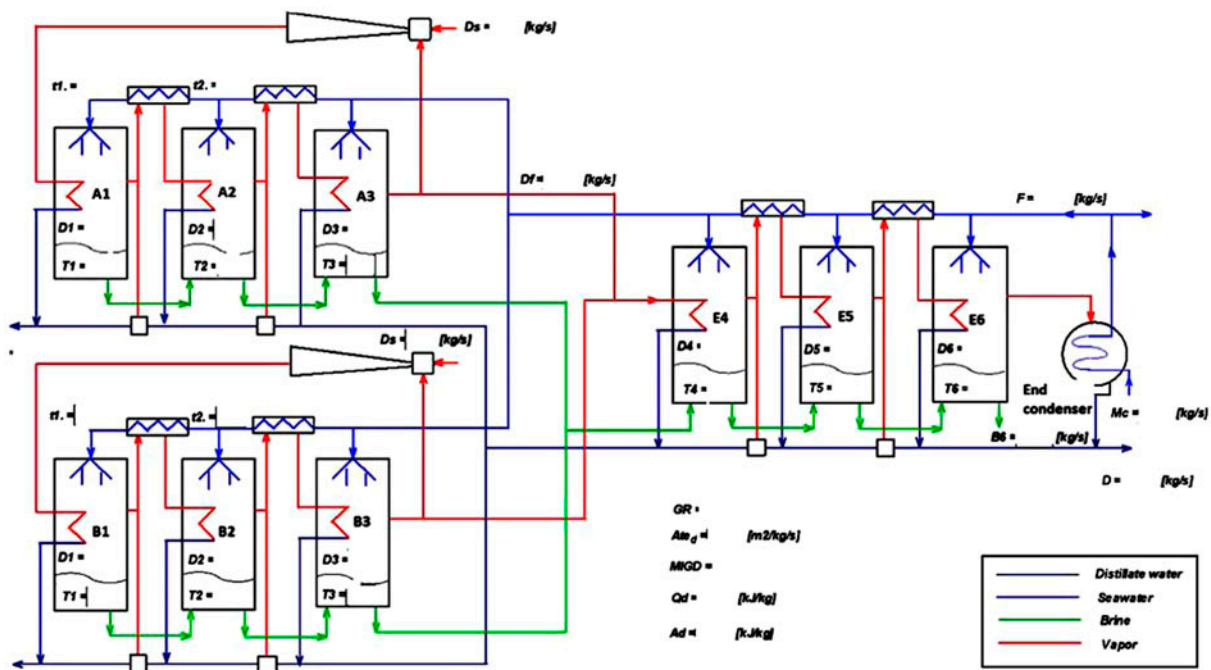 Ds = [kg/s]
t1. =
t2. =
A1
A2
A3
D1 =
D2 =
D3 =
T1 =
T2 =
T3 =
Df = [kg/s]
F = [kg/s]
E4
E5
E6
D4 =
D5 =
D6 =
T4 =
T5 =
T6 =
End
condenser
Mc = [kg/s]
B6 = [kg/s]
D = [kg/s]
Ds = [kg/s]
t1. =
t2. =
B1
B2
B3
D1 =
D2 =
D3 =
T1 =
T2 =
T3 =
GR =
Ate_d = [m2/kg/s]
MIGD =
Qd = [kJ/kg]
Ad = [kJ/kg]
Distillate water
Seawater
Brine
Vapor